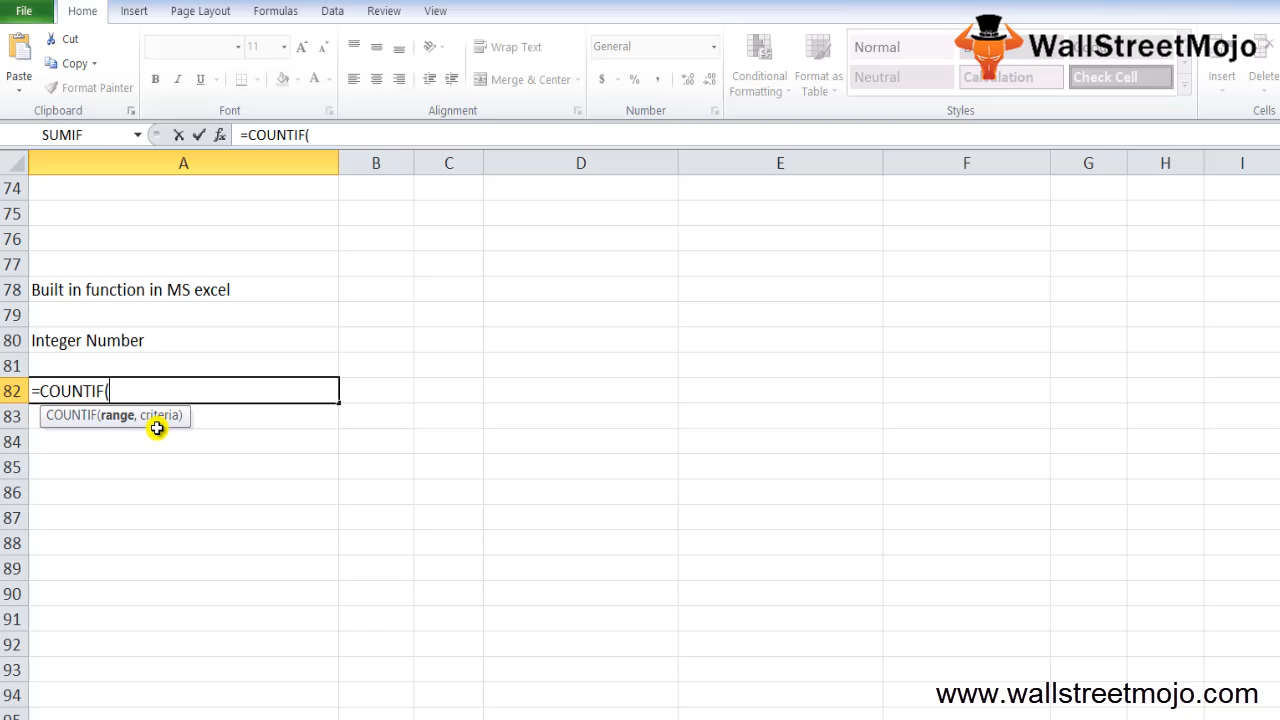 File Home Insert Page Layout Formulas Data Review View
WallStreetMojo
Cut
Copy
Format Painter
Paste
Clipboard
11
A A
B I U A
Font
Wrap Text
Merge & Center
Alignment
General
$ % ,
Number
Conditional Formatting
Format as Table
Normal
Neutral
Calculation
Check Cell
Styles
Insert
Delete
Cells
SUMIF fx =COUNTIF(
A B C D E F G H I
74
75
76
77
78 Built in function in MS excel
79
80 Integer Number
81
82 =COUNTIF(
83 COUNTIF(range, criteria)
84
85
86
87
88
89
90
91
92
93
94
95
www.wallstreetmojo.com